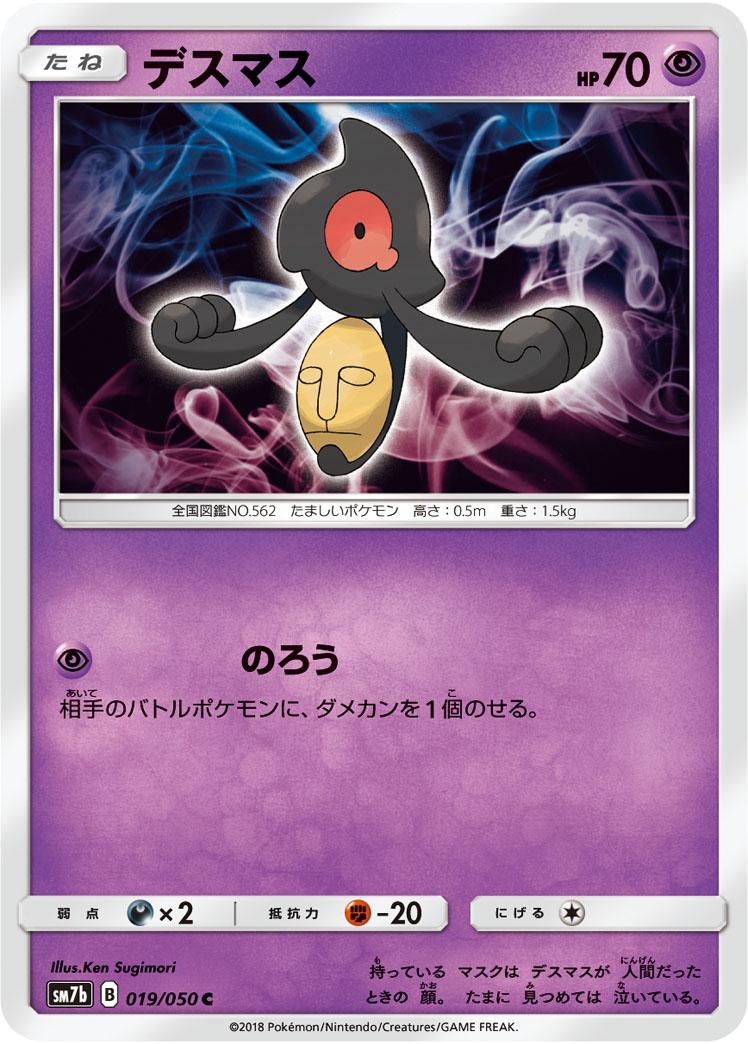 たね デスマス HP70
全国図鑑NO.562 たましいポケモン 高さ:0.5m 重さ:1.5kg
のろう
相手のバトルポケモンに、ダメカンを1個のせる。
弱点 ×2 抵抗力 -20 にげる
Illus.Ken Sugimori
sm7b B 019/050 C
持っている マスクは デスマスが 人間だった
ときの 顔。 たまに 見つめては 泣いている。
©2018 Pokémon/Nintendo/Creatures/GAME FREAK.